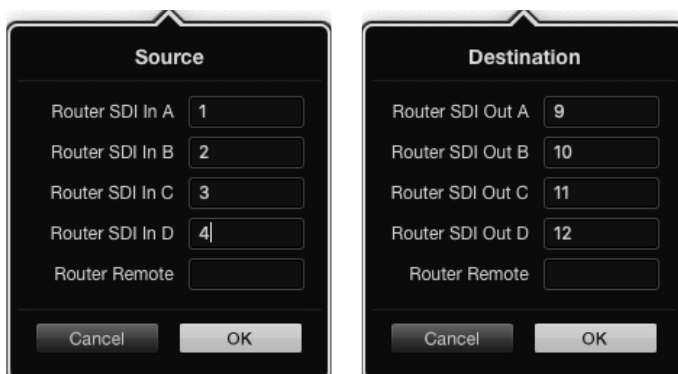 Source
Router SDI In A 1
Router SDI In B 2
Router SDI In C 3
Router SDI In D 4
Router Remote
Cancel OK
Destination
Router SDI Out A 9
Router SDI Out B 10
Router SDI Out C 11
Router SDI Out D 12
Router Remote
Cancel OK